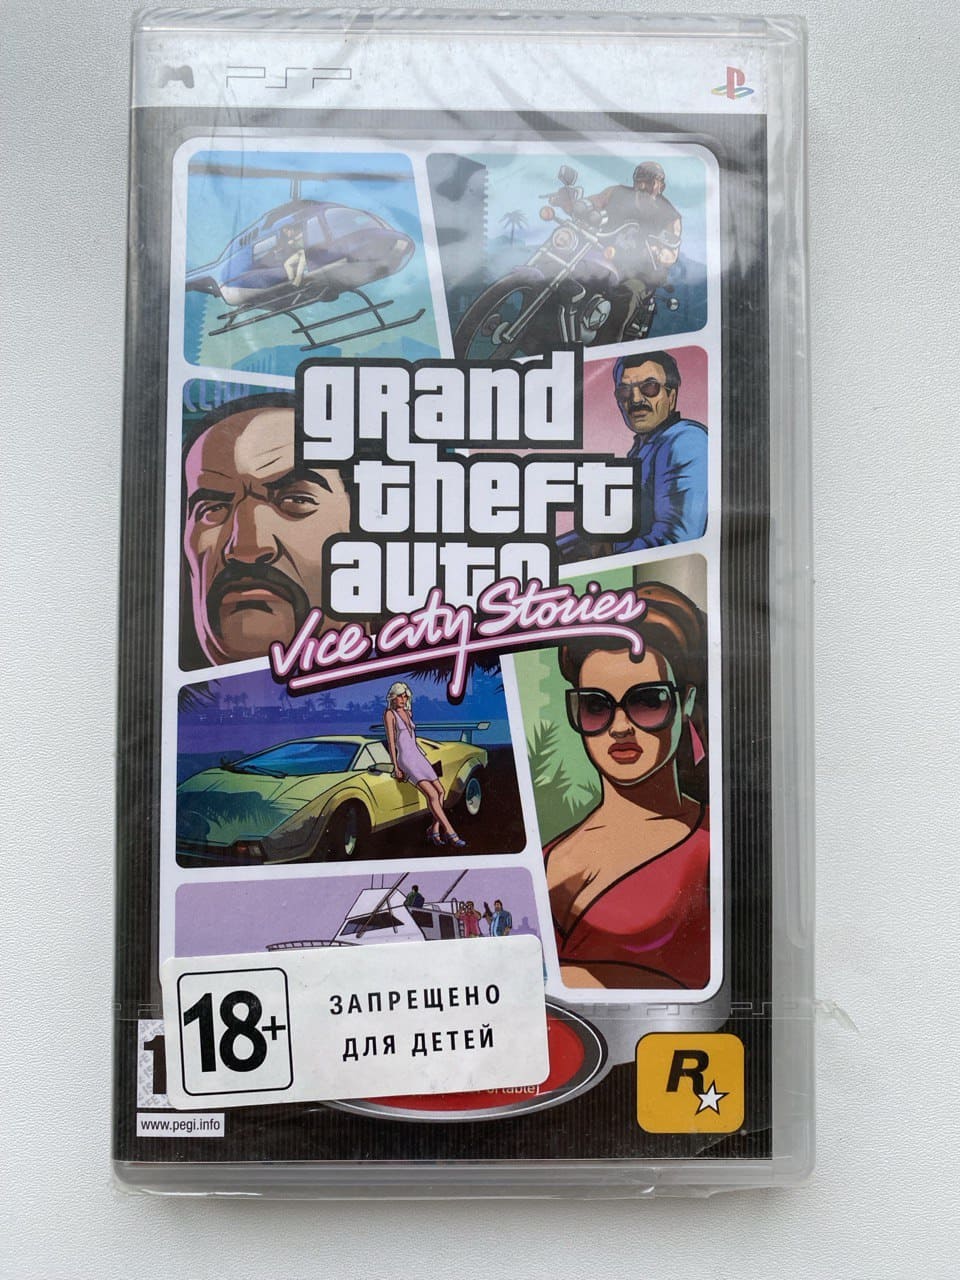 PSP
grand
theft
auto
Vice City Stories
18+
ЗАПРЕЩЕНО
ДЛЯ ДЕТЕЙ
www.pegi.info
R